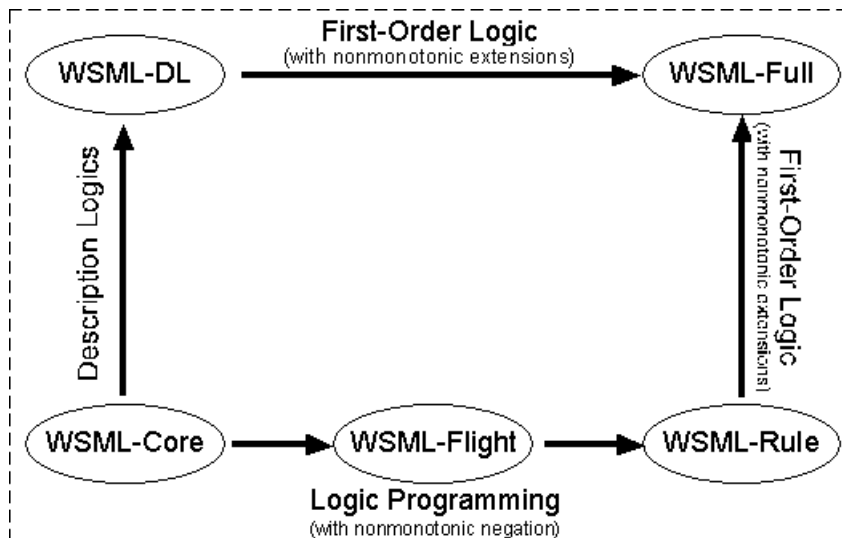 First-Order Logic
(with nonmonotonic extensions)
WSML-DL
WSML-Full
Description Logics
First-Order Logic
(with nanmonotonic extensions)
WSML-Core
WSML-Flight
WSML-Rule
Logic Programming
(with nonmonotonic negation)